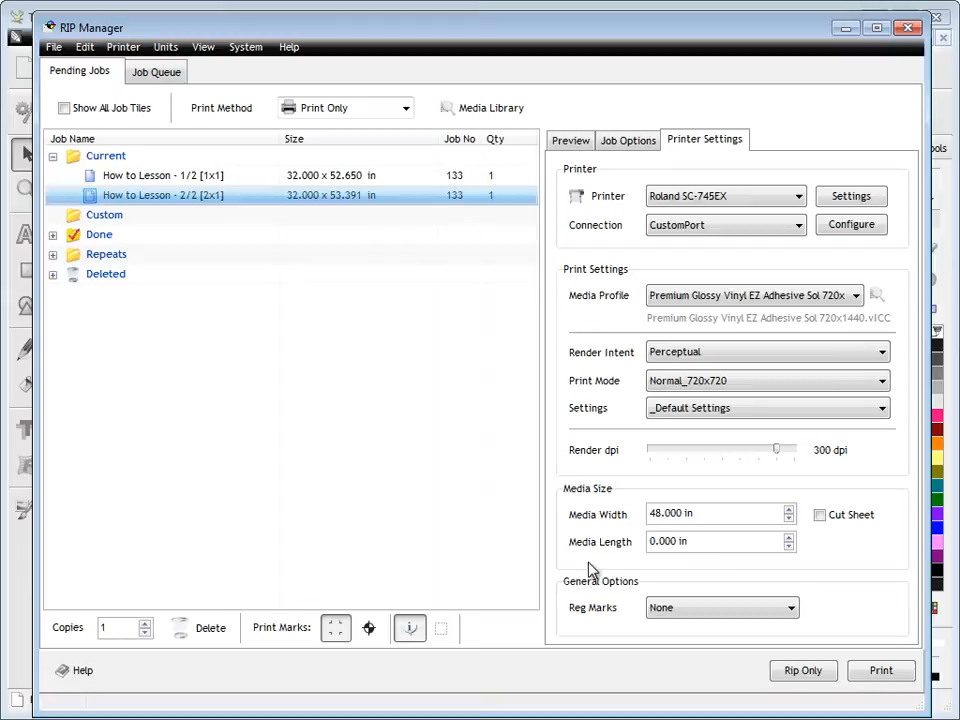 RIP Manager
File Edit Printer Units View System Help
Pending Jobs Job Queue
Show All Job Tiles Print Method Print Only Media Library
Job Name Size Job No Qty
Current
How to Lesson - 1/2 [1x1] 32.000 x 52.650 in 133 1
How to Lesson - 2/2 [2x1] 32.000 x 53.391 in 133 1
Custom
Done
Repeats
Deleted
Preview Job Options Printer Settings
Printer
Printer Roland SC-745EX Settings
Connection CustomPort Configure
Print Settings
Media Profile Premium Glossy Vinyl EZ Adhesive Sol 720x
Premium Glossy Vinyl EZ Adhesive Sol 720x1440.vICC
Render Intent Perceptual
Print Mode Normal_720x720
Settings _Default Settings
Render dpi 300 dpi
Media Size
Media Width 48.000 in Cut Sheet
Media Length 0.000 in
General Options
Reg Marks None
Copies 1 Delete Print Marks:
Help Rip Only Print